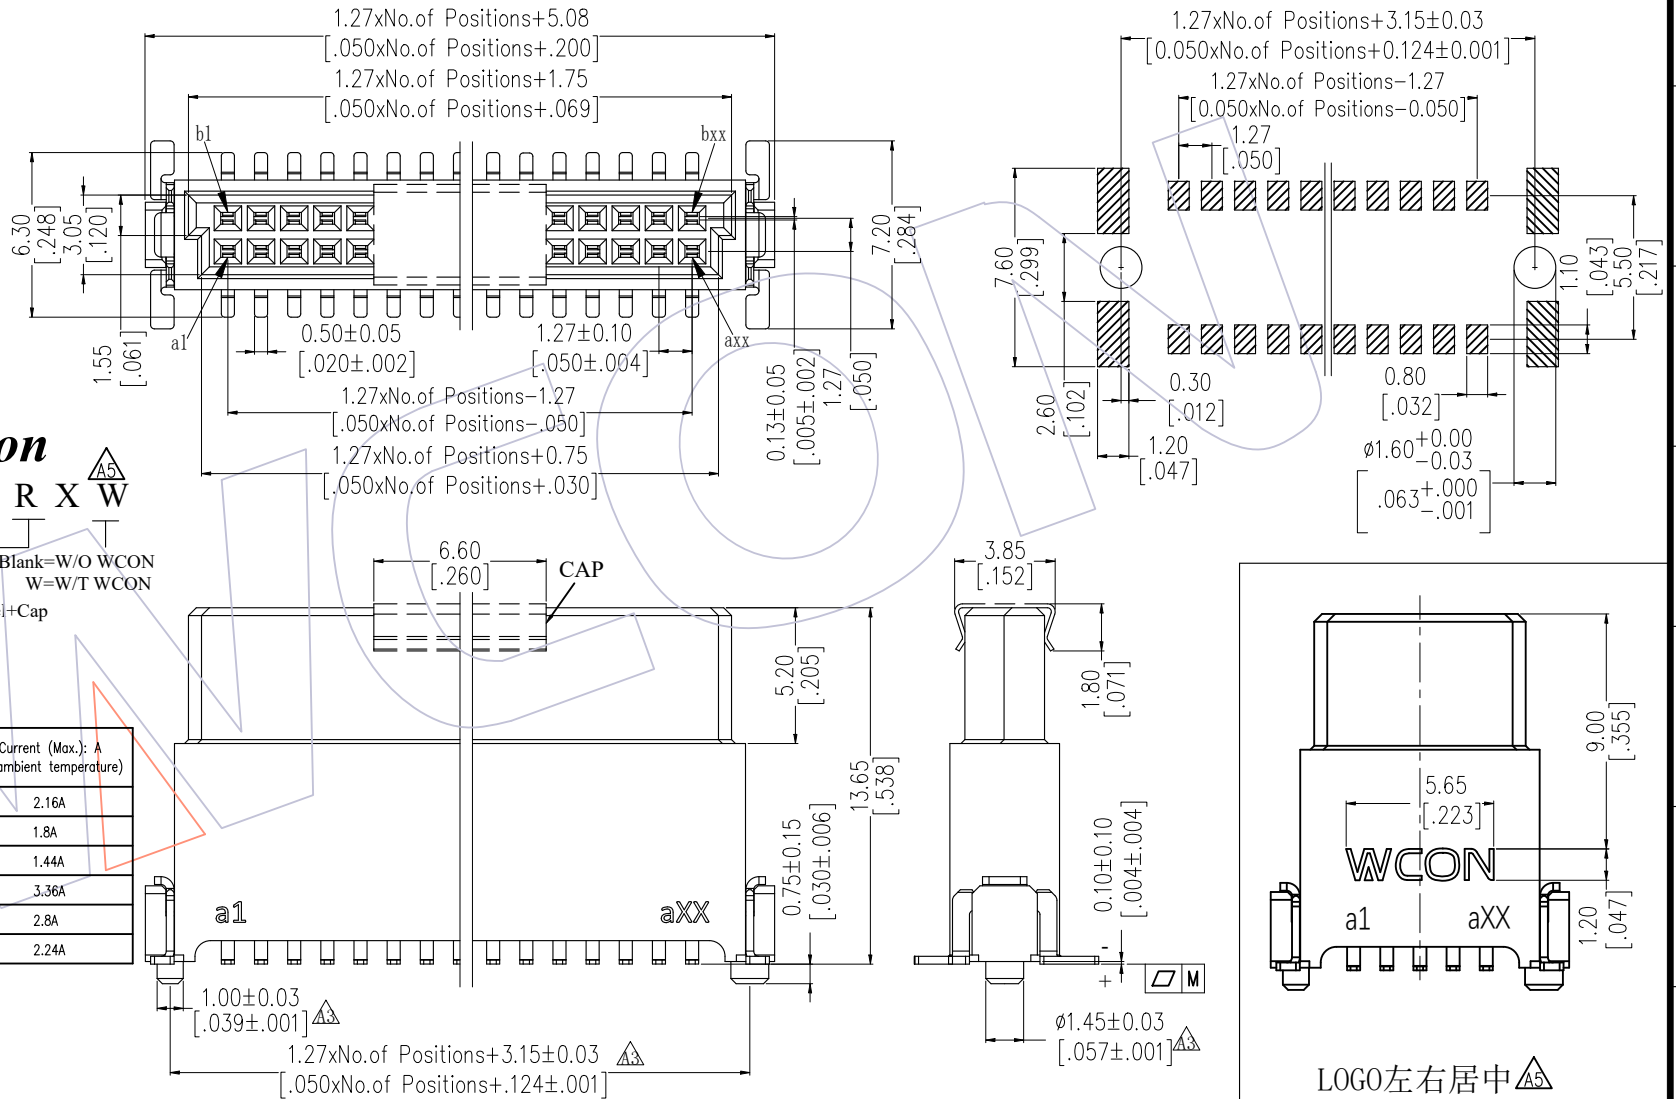 1.27xNo.of Positions+5.08
[.050xNo.of Positions+.200]
1.27xNo.of Positions+1.75
[.050xNo.of Positions+.069]
b1
bxx
6.30
[.248]
3.05
[.120]
1.55
[.061]
a1
axx
0.50±0.05
[.020±.002]
1.27±0.10
[.050±.004]
7.20
.284
0.13±0.05
[.005±.002]
1.27
[.050]
1.27xNo.of Positions-1.27
[.050xNo.of Positions-.050]
1.27xNo.of Positions+0.75
[.050xNo.of Positions+.030]
1.27xNo.of Positions+3.15±0.03
[0.050xNo.of Positions+0.124±0.001]
1.27xNo.of Positions-1.27
[0.050xNo.of Positions-0.050]
1.27
[.050]
7.60
[.299]
2.60
[.102]
0.30
[.012]
1.20
[.047]
0.80
[.032]
1.10
[.043]
5.50
[.217]
ø1.60+0.00 -0.03
[.063+.000 -.001]
on
A5
R X W
Blank=W/O WCON
W=W/T WCON
l+Cap
Current (Max.): A
ambient temperature)
2.16A
1.8A
1.44A
3.36A
2.8A
2.24A
6.60
[.260]
CAP
5.20
[.205]
13.65
[.538]
0.75±0.15
[.030±.006]
a1
aXX
1.00±0.03
[.039±.001] A3
1.27xNo.of Positions+3.15±0.03 A3
[.050xNo.of Positions+.124±.001]
3.85
[.152]
1.80
[.071]
0.10±0.10
[.004±.004]
-
+
▱ M
ø1.45±0.03
[.057±.001] A3
9.00
[.355]
5.65
[.223]
WCON
a1 aXX
1.20
[.047]
LOGO左右居中 A5
WCON